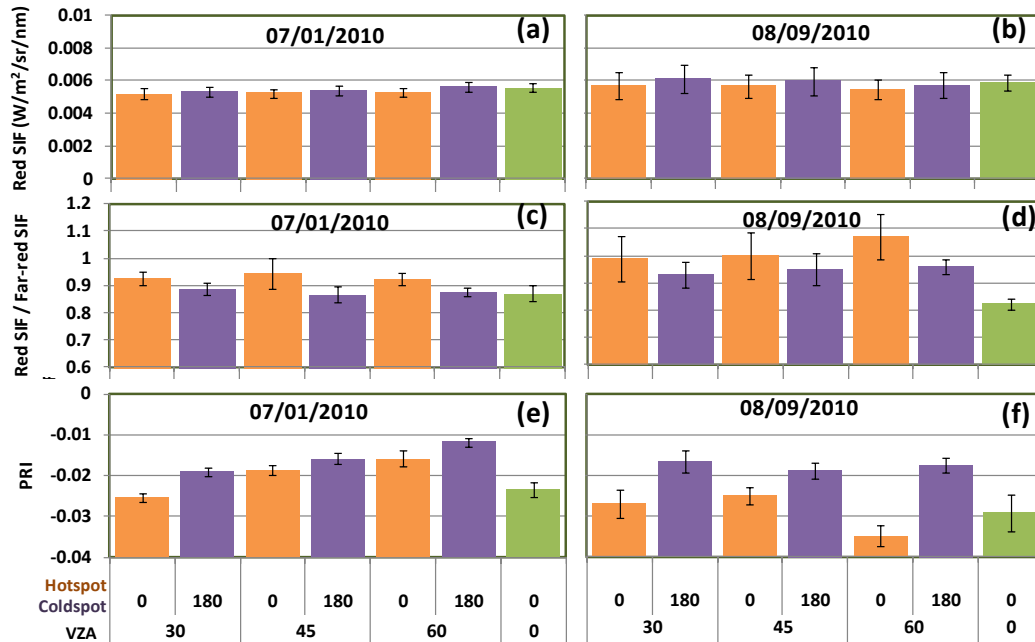 0.01
0.008
0.006
0.004
0.002
0
Red SIF (W/m²/sr/nm)
07/01/2010
(a)
08/09/2010
(b)
1.2
1.1
1
0.9
0.8
0.7
0.6
Red SIF / Far-red SIF
07/01/2010
(c)
08/09/2010
(d)
0
-0.01
-0.02
-0.03
-0.04
PRI
07/01/2010
(e)
08/09/2010
(f)
Hotspot
Coldspot
0 180 0 180 0 180 0 0 180 0 180 0 180 0
VZA 30 45 60 0 30 45 60 0